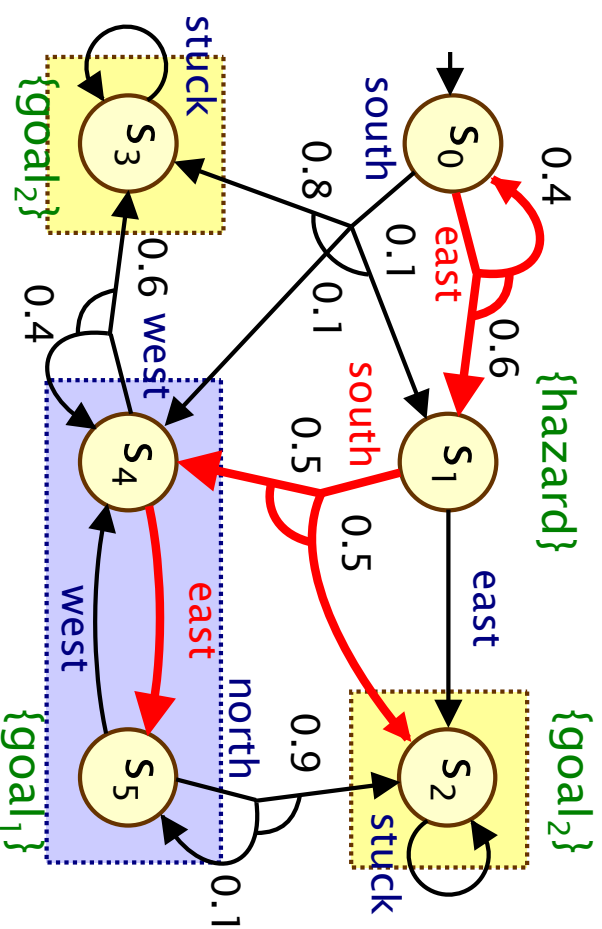 {hazard}
{goal₂}
0.4
0.6
s₀
east
s₁
east
s₂
south
0.1
south
0.5
stuck
0.8
0.1
0.5
0.9
north
0.1
stuck
0.6
west
east
s₃
s₄
s₅
west
0.4
{goal₂}
{goal₁}